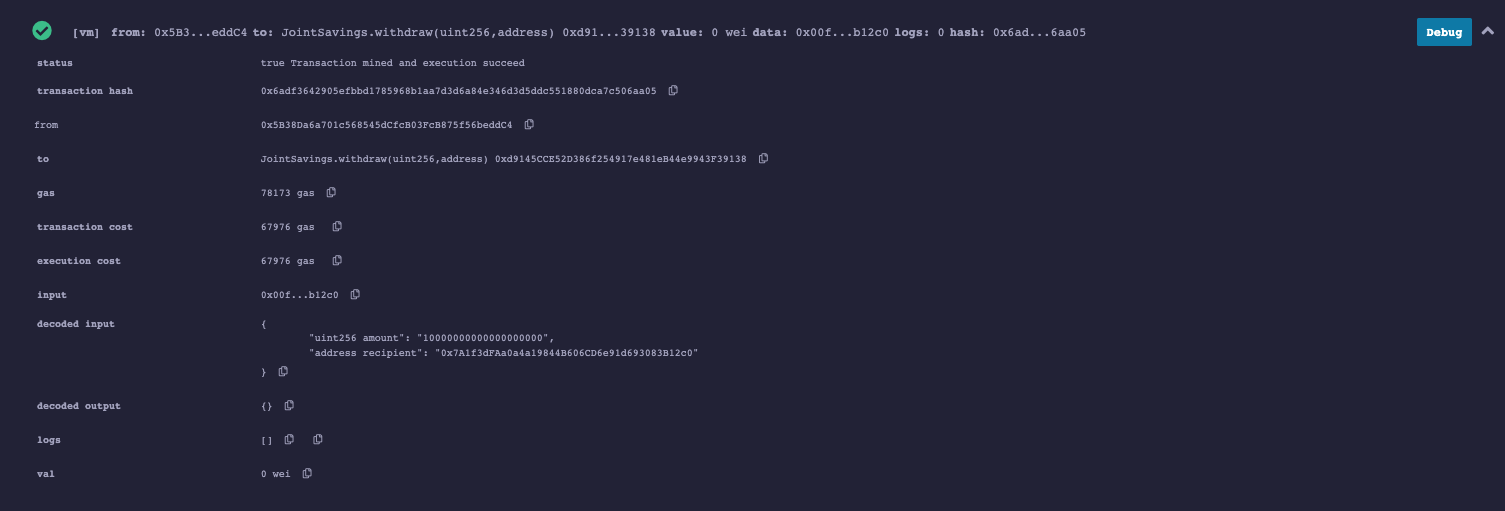 [vm] from: 0x5B3...eddC4 to: JointSavings.withdraw(uint256,address) 0xd91...39138 value: 0 wei data: 0x00f...b12c0 logs: 0 hash: 0x6ad...6aa05 Debug
status true Transaction mined and execution succeed
transaction hash 0x6adf3642905efbbd1785968b1aa7d3d6a84e346d3d5ddc551880dca7c506aa05
from 0x5B38Da6a701c568545dCfcB03FcB875f56beddC4
to JointSavings.withdraw(uint256,address) 0xd9145CCE52D386f254917e481eB44e9943F39138
gas 78173 gas
transaction cost 67976 gas
execution cost 67976 gas
input 0x00f...b12c0
decoded input {
"uint256 amount": "10000000000000000000",
"address recipient": "0x7A1f3dFAa0a4a19844B606CD6e91d693083B12c0"
}
decoded output {}
logs []
val 0 wei